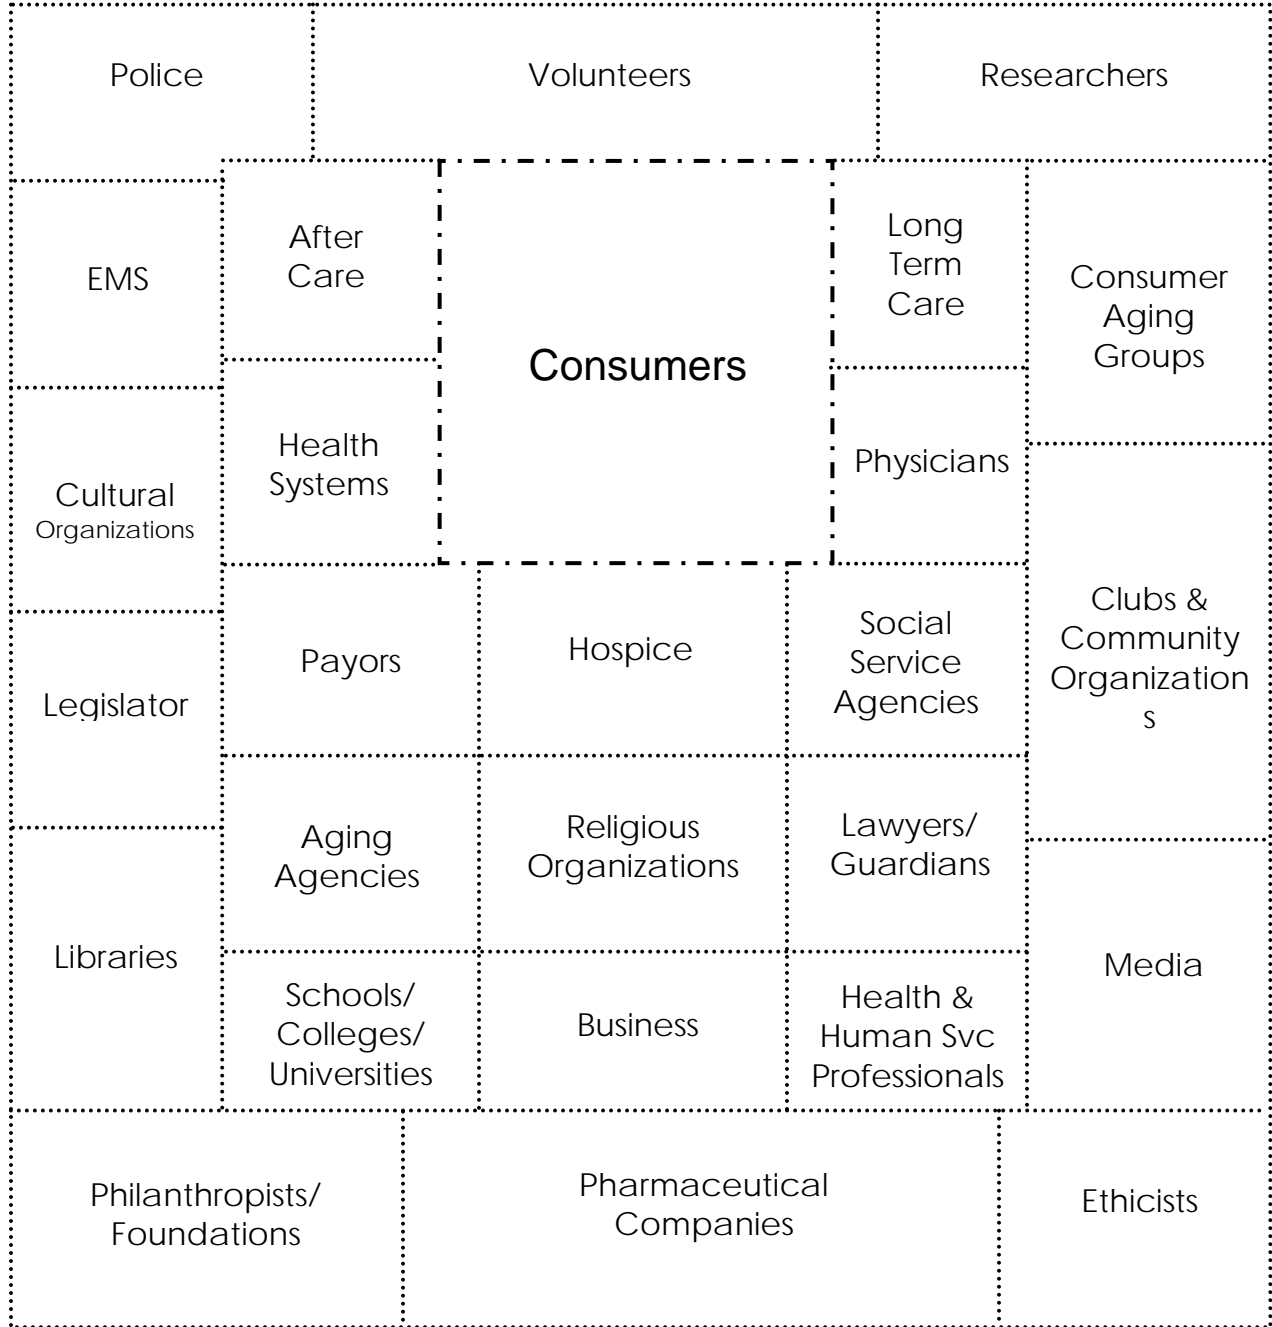 Police
Volunteers
Researchers
EMS
After
Care
Consumers
Long
Term
Care
Consumer
Aging
Groups
Cultural
Organizations
Health
Systems
Physicians
Legislator
Payors
Hospice
Social
Service
Agencies
Clubs &
Community
Organization
s
Libraries
Aging
Agencies
Religious
Organizations
Lawyers/
Guardians
Media
Schools/
Colleges/
Universities
Business
Health &
Human Svc
Professionals
Philanthropists/
Foundations
Pharmaceutical
Companies
Ethicists